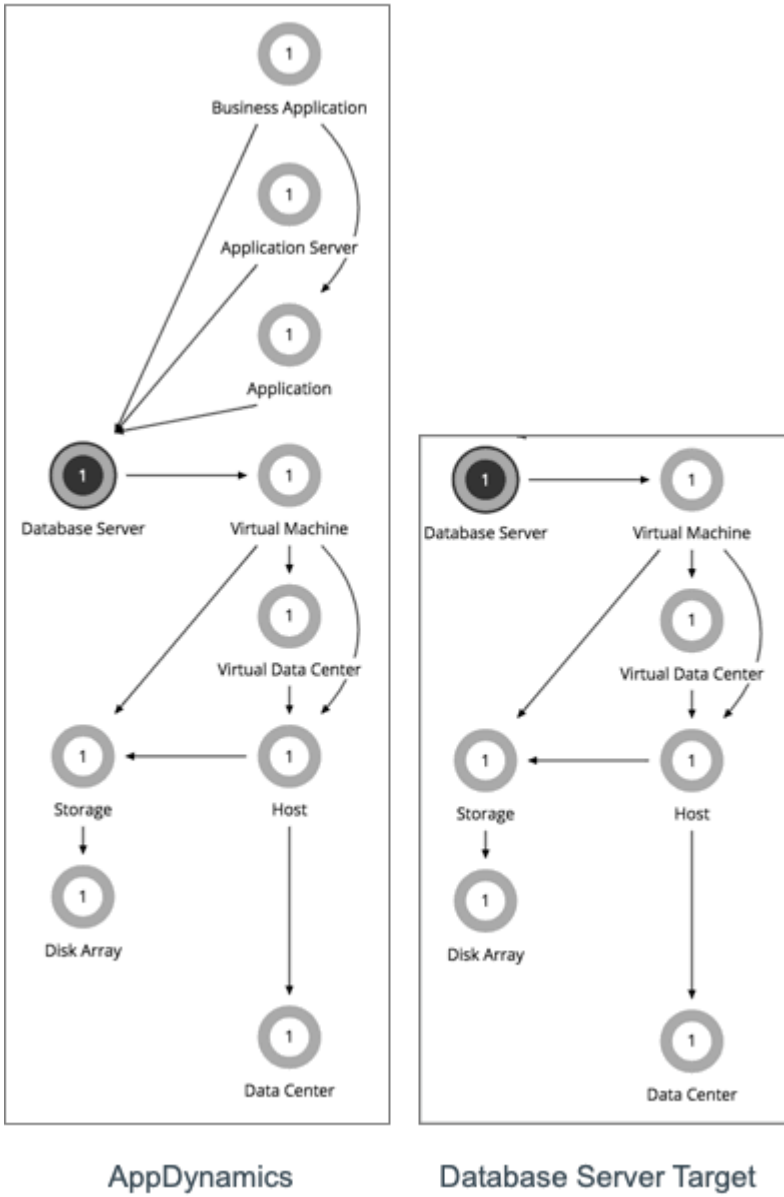 1
Business Application
1
Application Server
1
Application
1
1
Database Server
Virtual Machine
1
Virtual Data Center
1
1
Storage
Host
1
Disk Array
1
Data Center
AppDynamics
1
1
Database Server
Virtual Machine
1
Virtual Data Center
1
1
Storage
Host
1
Disk Array
1
Data Center
Database Server Target